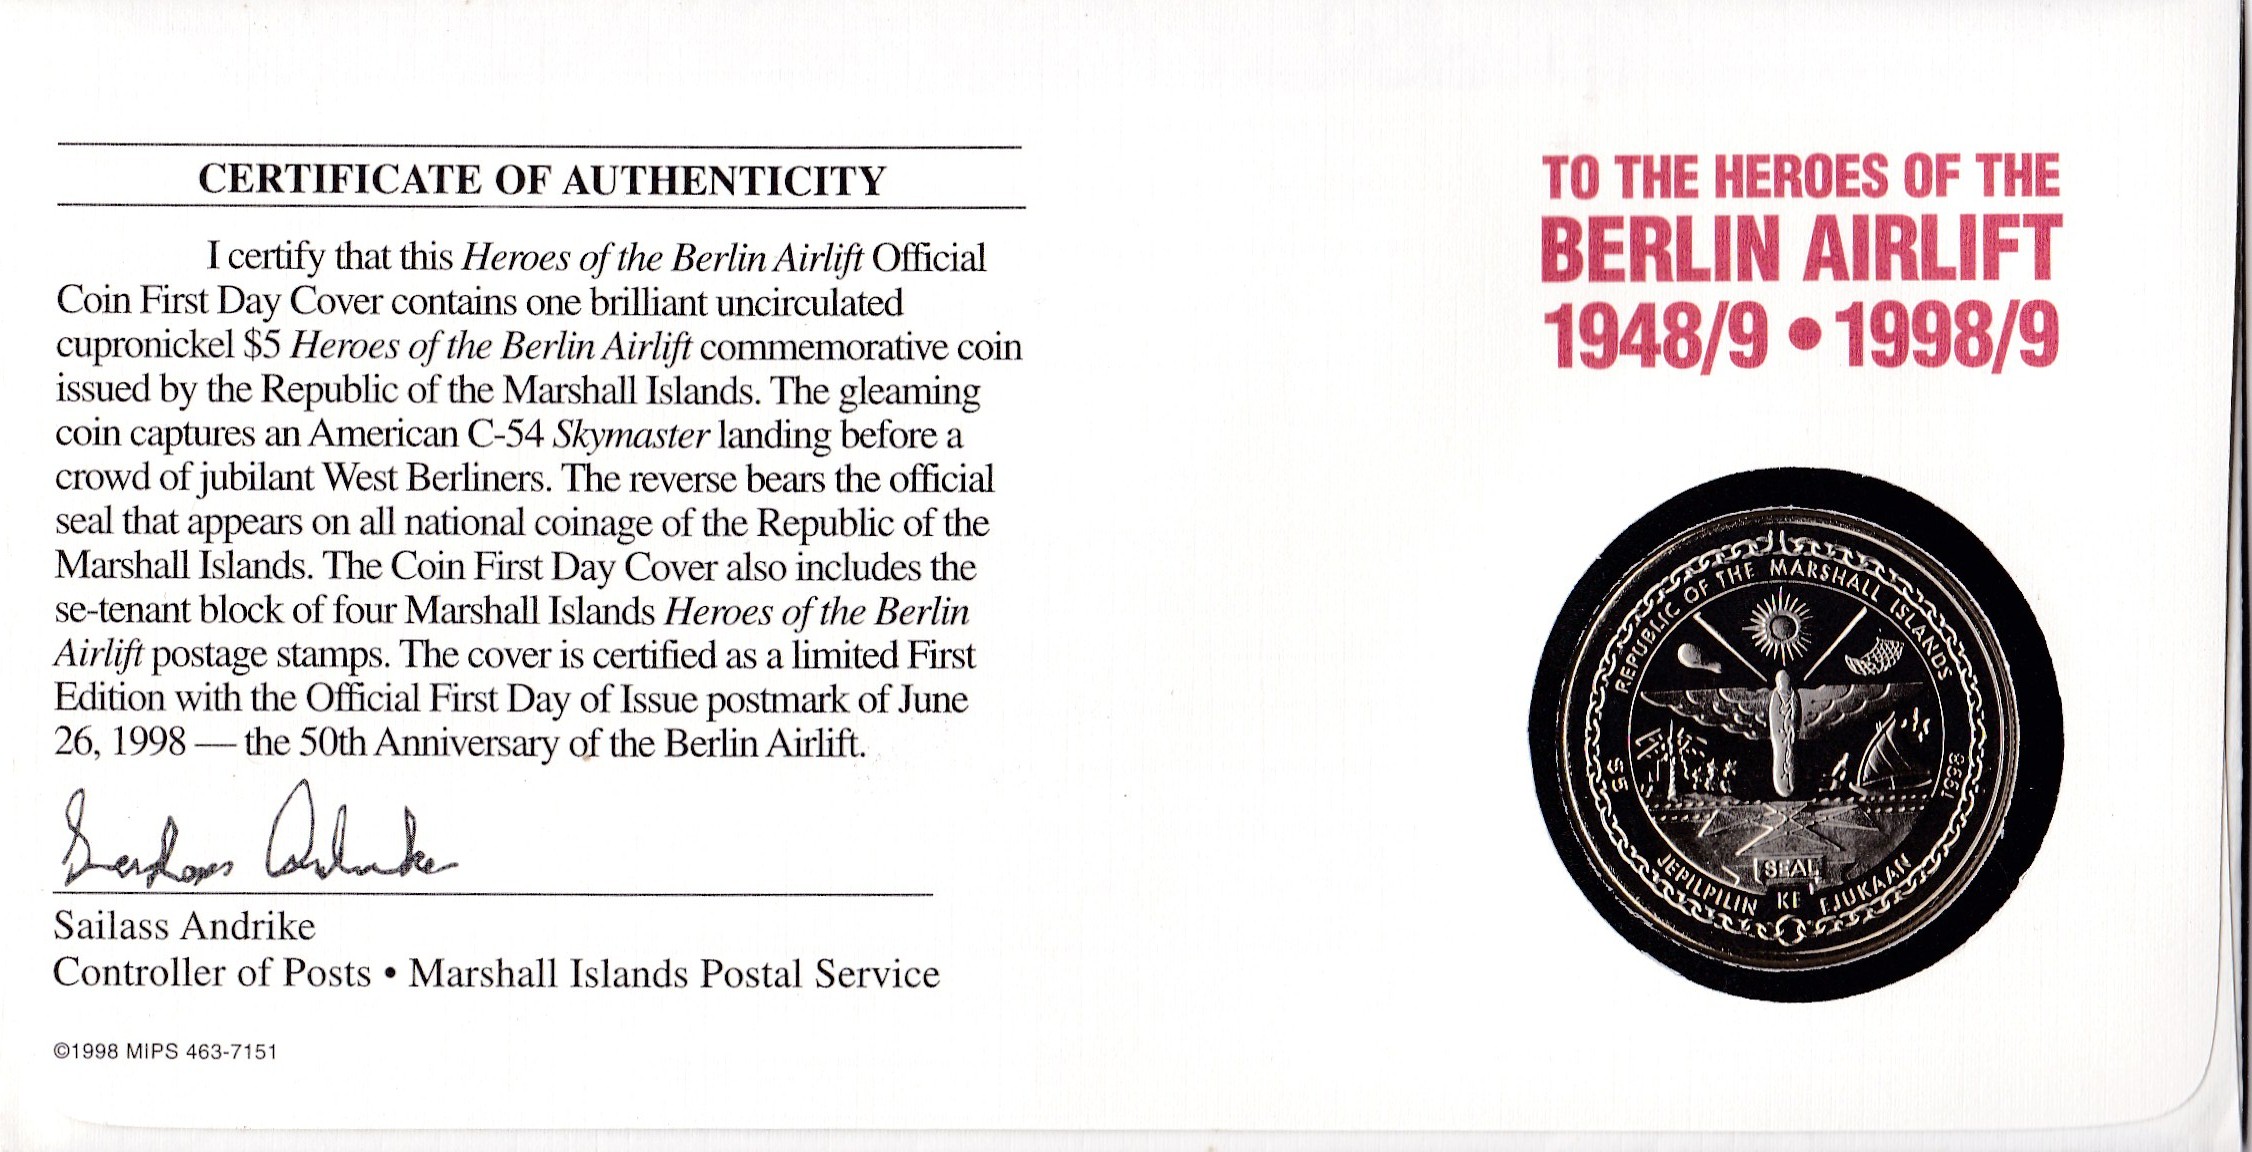 CERTIFICATE OF AUTHENTICITY
I certify that this Heroes of the Berlin Airlift Official
Coin First Day Cover contains one brilliant uncirculated
cupronickel $5 Heroes of the Berlin Airlift commemorative coin
issued by the Republic of the Marshall Islands. The gleaming
coin captures an American C-54 Skymaster landing before a
crowd of jubilant West Berliners. The reverse bears the official
seal that appears on all national coinage of the Republic of the
Marshall Islands. The Coin First Day Cover also includes the
se-tenant block of four Marshall Islands Heroes of the Berlin
Airlift postage stamps. The cover is certified as a limited First
Edition with the Official First Day of Issue postmark of June
26, 1998 — the 50th Anniversary of the Berlin Airlift.
Sailass Andrike
Sailass Andrike
Controller of Posts • Marshall Islands Postal Service
©1998 MIPS 463-7151
TO THE HEROES OF THE
BERLIN AIRLIFT
1948/9 • 1998/9
REPUBLIC OF THE MARSHALL ISLANDS
$5
1998
SEAL
JEPILPILIN KE EJUKAAN